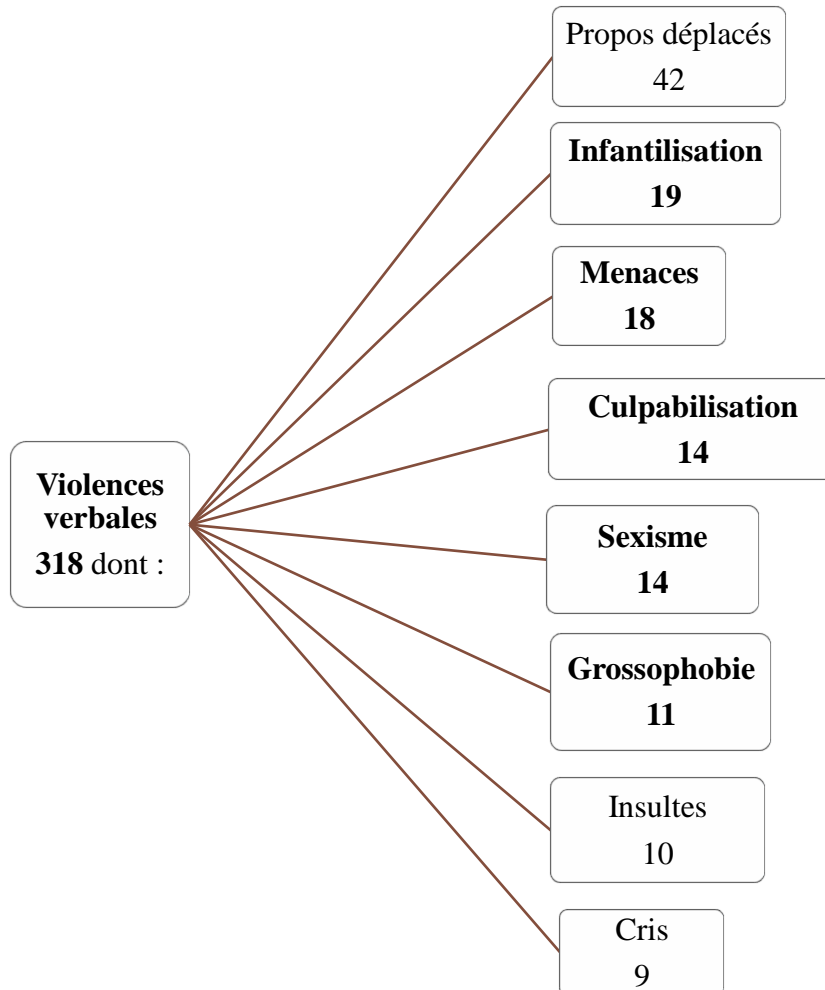 Propos déplacés
42
Infantilisation
19
Menaces
18
Culpabilisation
14
Violences
verbales
318 dont :
Sexisme
14
Grossophobie
11
Insultes
10
Cris
9